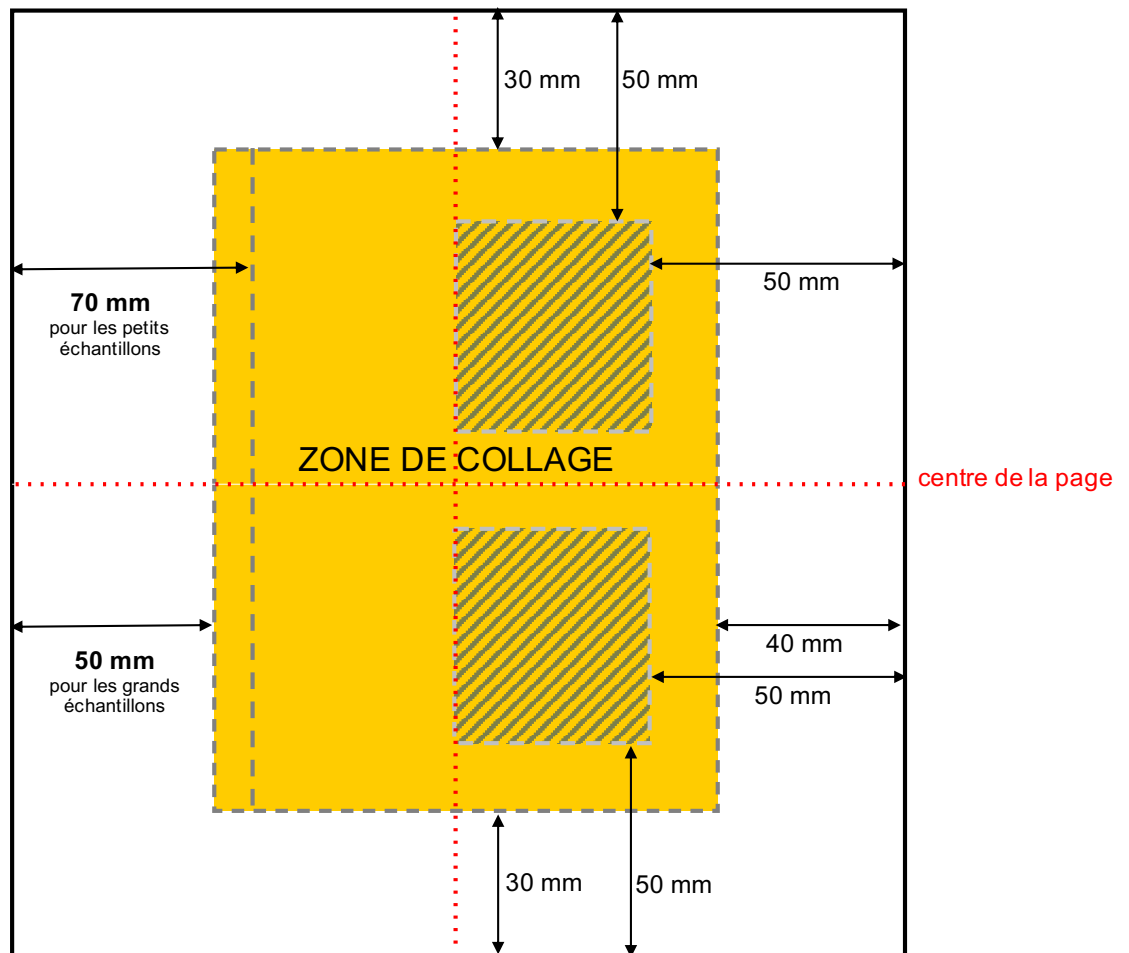 30 mm
50 mm
50 mm
70 mm
pour les petits
échantillons
ZONE DE COLLAGE
centre de la page
50 mm
pour les grands
échantillons
40 mm
50 mm
30 mm
50 mm